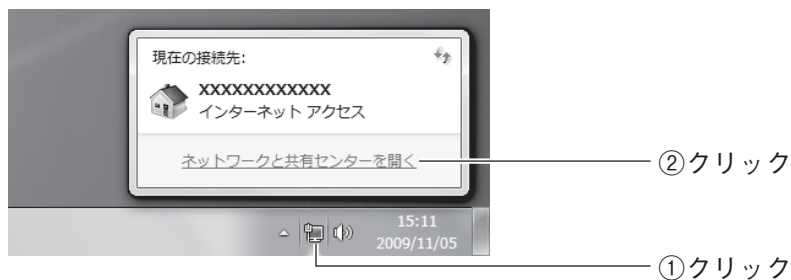 現在の接続先:
XXXXXXXXXXXX
インターネット アクセス
ネットワークと共有センターを開く
②クリック
15:11
2009/11/05
①クリック